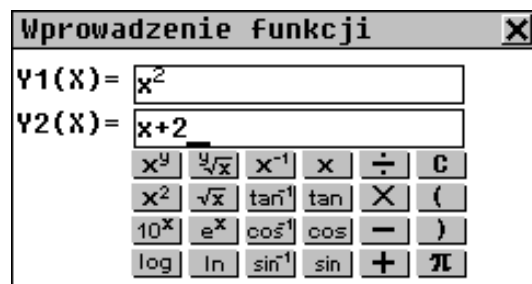 Wprowadzenie funkcji X
Y1(X)= x²
Y2(X)= x+2_
xʸ ʸ√x x⁻¹ x ÷ C
x² √x tan⁻¹ tan × (
10ˣ eˣ cos⁻¹ cos − )
log ln sin⁻¹ sin + π